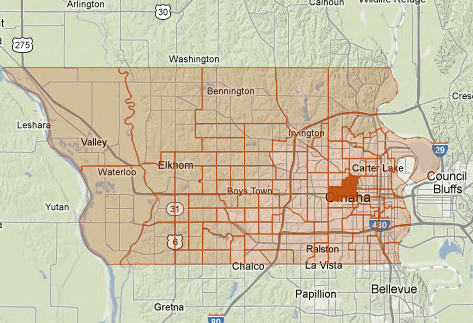 Arlington
30
Calhoun
Wildlife Refuge
275
Washington
Bennington
Cresc
Leshara
Irvington
29
Valley
Elkhorn
Carter Lake
Waterloo
Council
Bluffs
Boys Town
Omaha
Yutan
31
480
6
Ralston
Chalco
La Vista
Papillion
Bellevue
Gretna
80